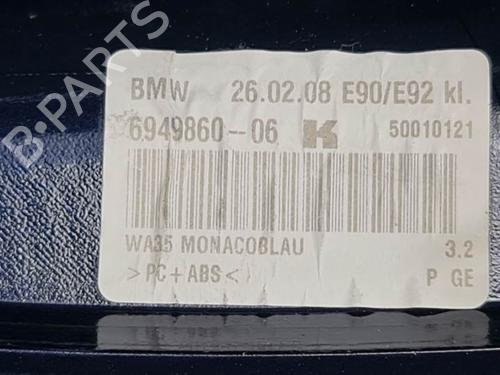 B-PARTS
BMW 26.02.08 E90/E92 kl.
6949860-06 K 50010121
WA35 MONACOBLAU 3.2
>PC+ABS< P GE